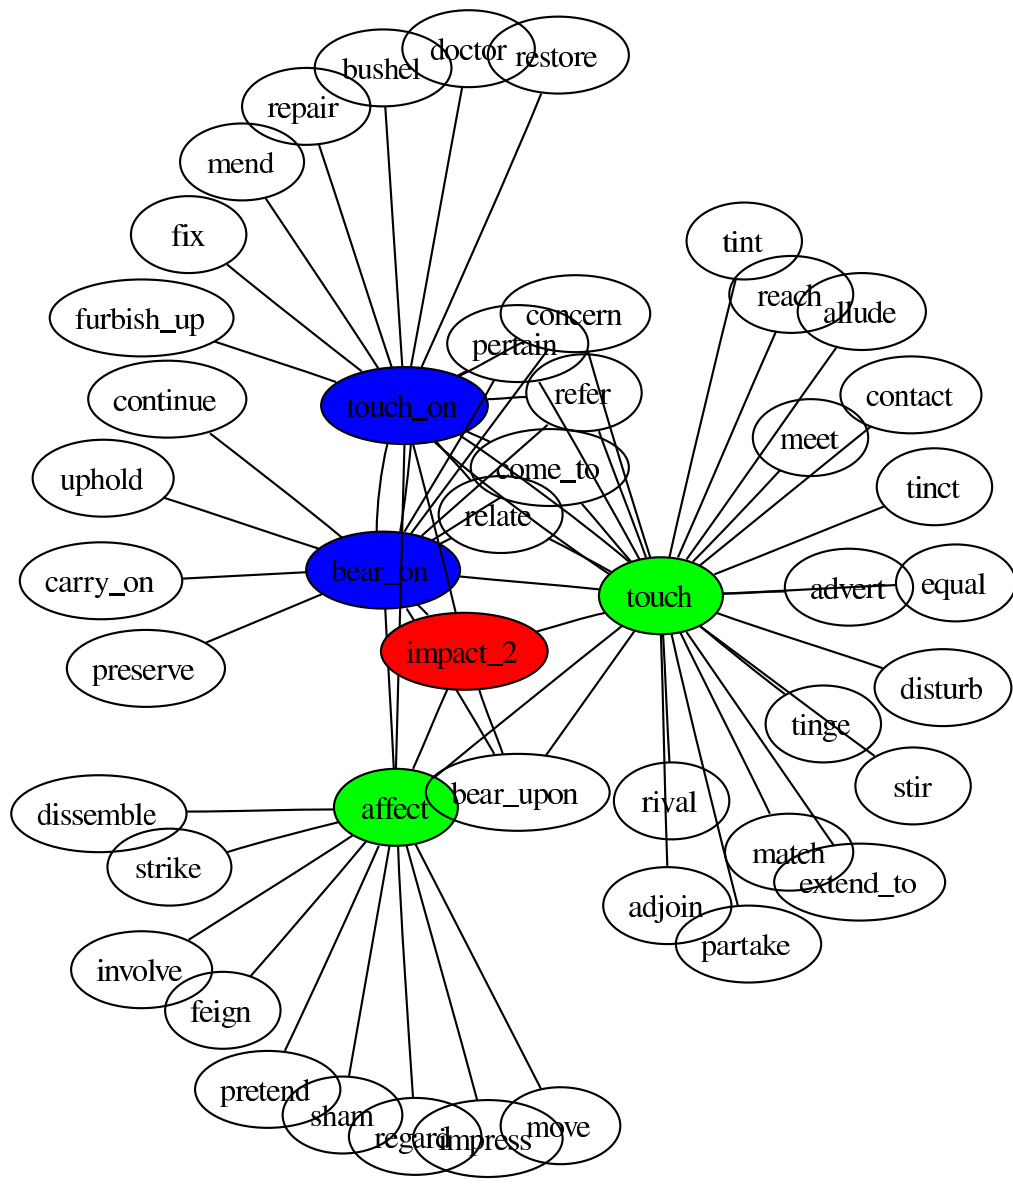 doctor
restore
bushel
repair
mend
fix
tint
reach
allude
furbish_up
concern
pertain
refer
contact
continue
touch_on
meet
come_to
uphold
tinct
relate
carry_on
bear_on
touch
advert
equal
preserve
impact_2
disturb
tinge
stir
dissemble
affect
bear_upon
rival
strike
match
extend_to
adjoin
partake
involve
feign
pretend
sham
regard
impress
move